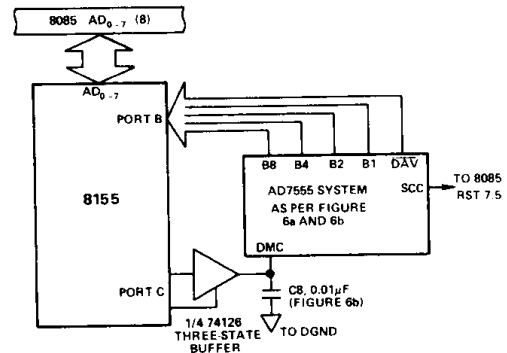 8085 AD0-7 (8)
AD0-7
PORT B
8155
PORT C
B8 B4 B2 B1 DAV
AD7555 SYSTEM
AS PER FIGURE
6a AND 6b
SCC
DMC
TO 8085
RST 7.5
C8, 0.01μF
(FIGURE 6b)
TO DGND
1/4 74126
THREE-STATE
BUFFER